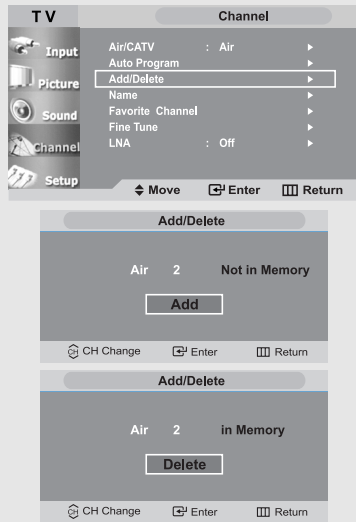 TV Channel
Input
Air/CATV : Air
Auto Program
Picture
Add/Delete
Name
Sound
Favorite Channel
Fine Tune
Channel
LNA : Off
Setup
Move Enter Return
Add/Delete
Air 2 Not in Memory
Add
CH CH Change Enter Return
Add/Delete
Air 2 in Memory
Delete
CH CH Change Enter Return